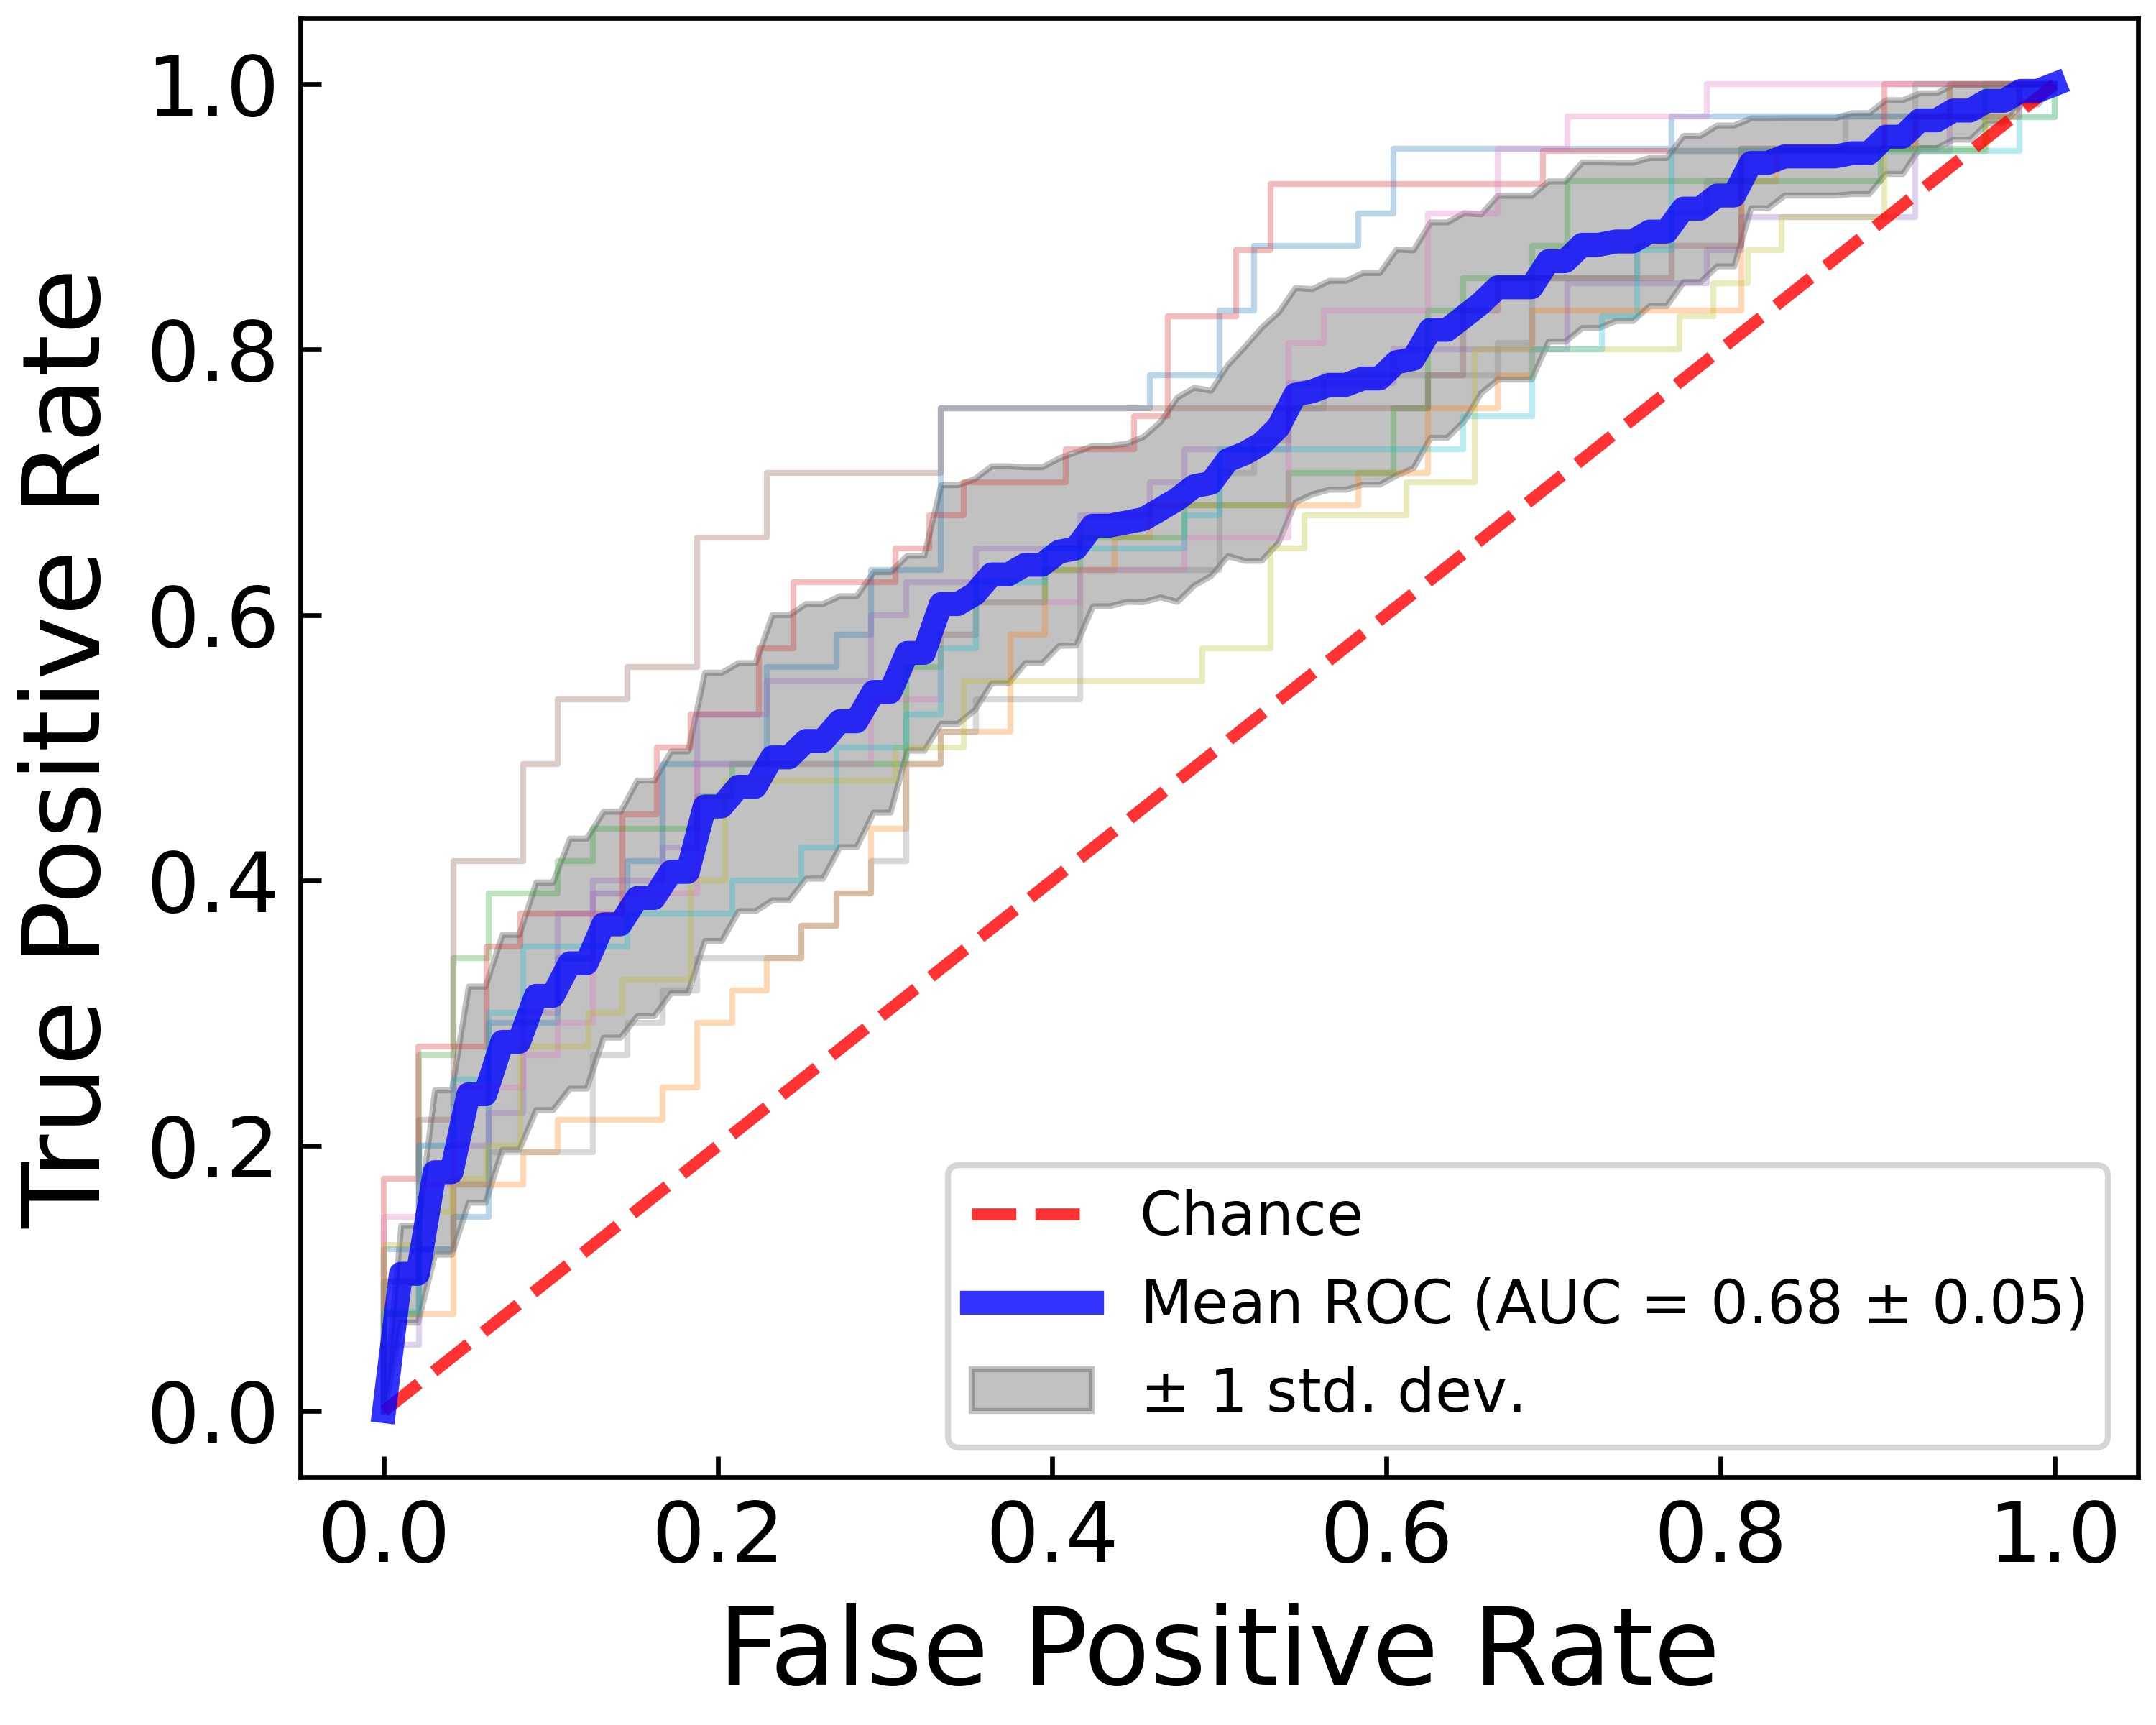 True Positive Rate
1.0
0.8
0.6
0.4
0.2
0.0
Chance
Mean ROC (AUC = 0.68 ± 0.05)
± 1 std. dev.
0.0 0.2 0.4 0.6 0.8 1.0
False Positive Rate